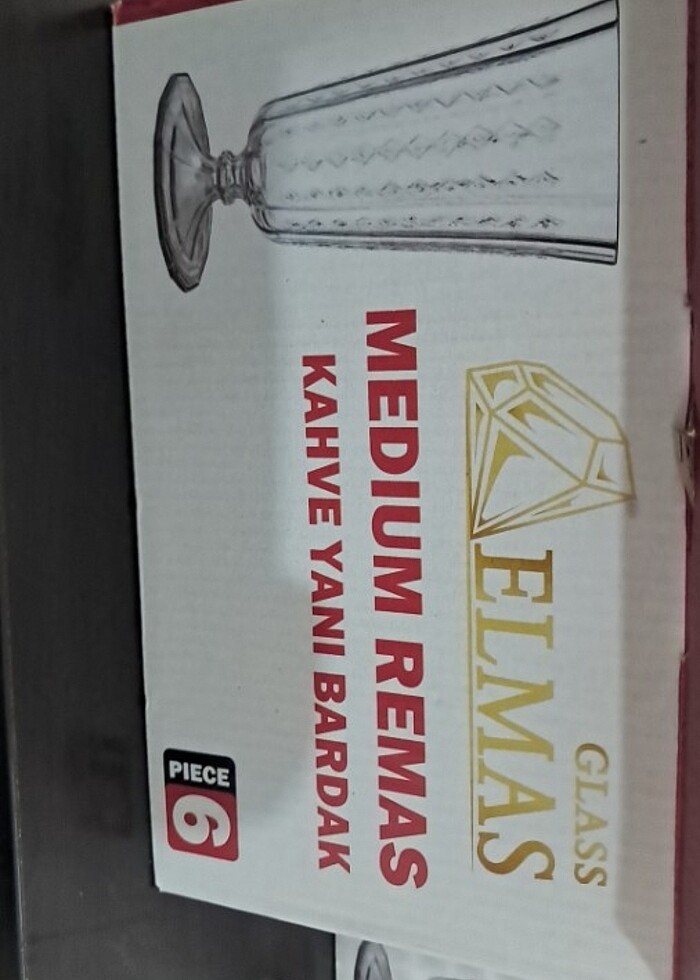 GLASS
ELMAS
MEDIUM REMAS
KAHVE YANI BARDAK
PIECE
6